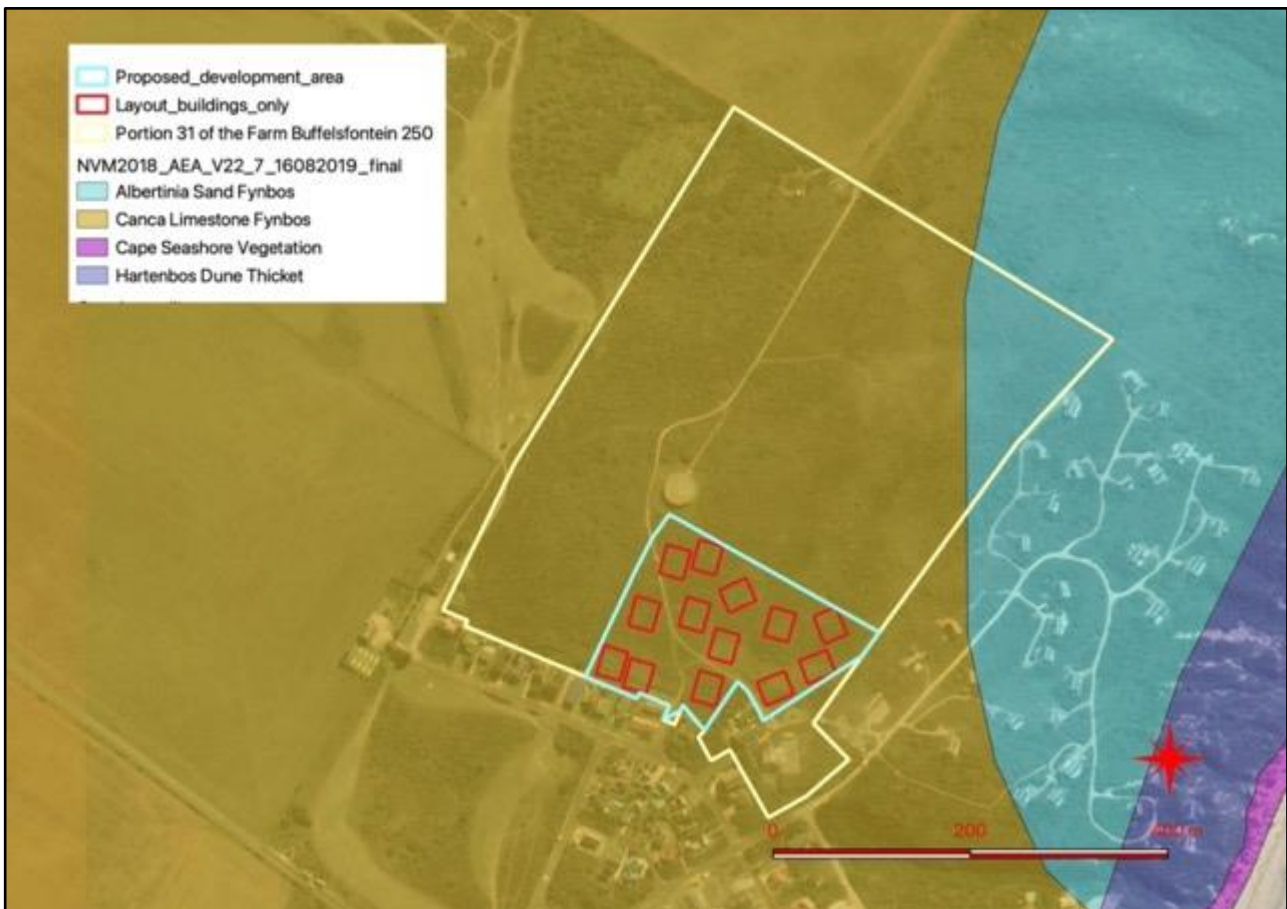 Proposed_development_area
Layout_buildings_only
Portion 31 of the Farm Buffelsfontein 250
NVM2018_AEA_V22_7_16082019_final
Albertinia Sand Fynbos
Canca Limestone Fynbos
Cape Seashore Vegetation
Hartenbos Dune Thicket
0 200 400 m